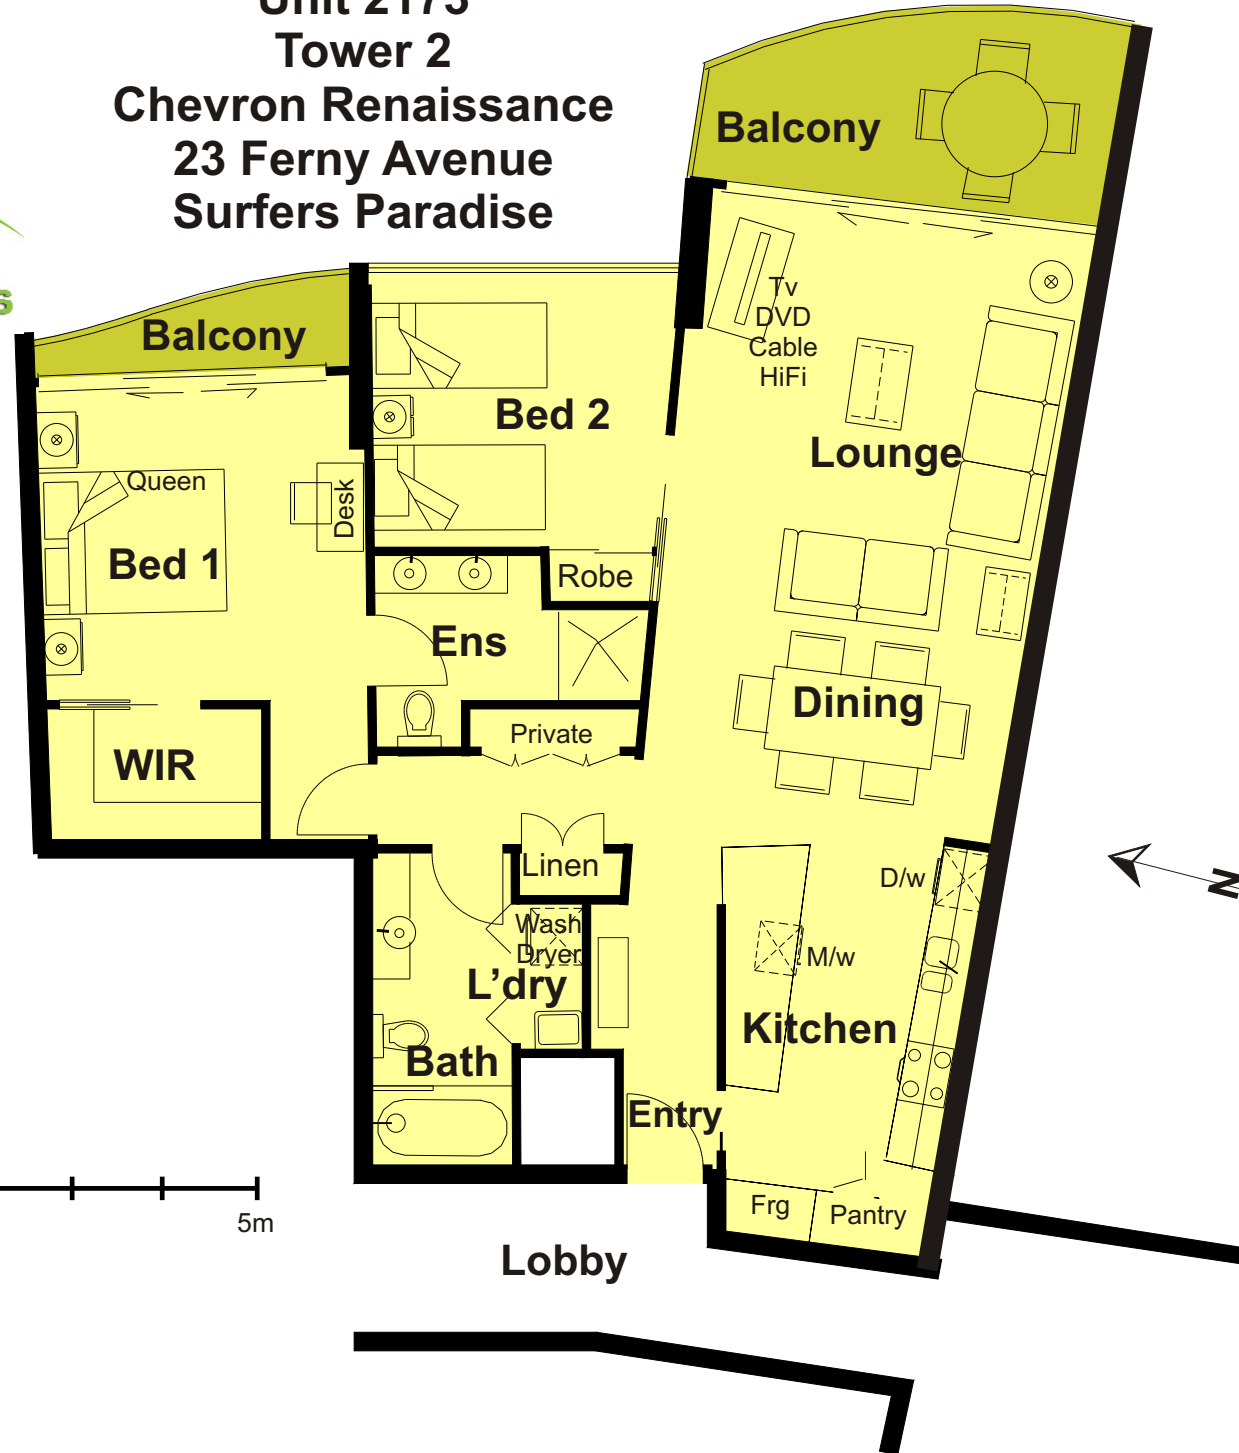 Unit 2173
Tower 2
Chevron Renaissance
23 Ferny Avenue
Surfers Paradise
s
Balcony
Tv
DVD
Cable
HiFi
Balcony
Bed 2
Lounge
Queen
Desk
Bed 1
Robe
Ens
Dining
Private
WIR
Linen
D/w
Wash
Dryer
M/w
L'dry
Kitchen
Bath
Entry
N
Frg
Pantry
5m
Lobby